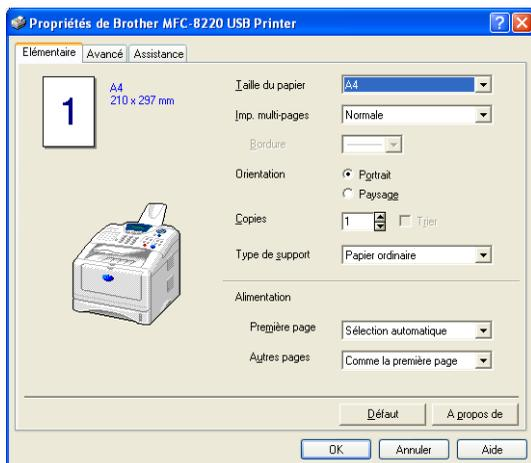 Propriétés de Brother MFC-8220 USB Printer
Elémentaire Avancé Assistance
1
A4
210 x 297 mm
Taille du papier A4
Imp. multi-pages Normale
Bordure
Orientation Portrait
Paysage
Copies 1 Trier
Type de support Papier ordinaire
Alimentation
Première page Sélection automatique
Autres pages Comme la première page
Défaut A propos de
OK Annuler Aide